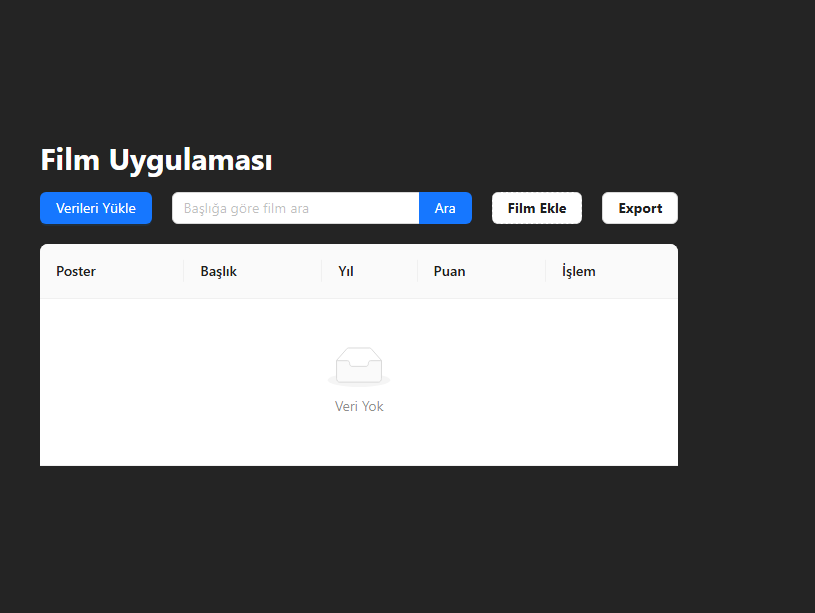 Film Uygulaması
Verileri Yükle Başlığa göre film ara Ara Film Ekle Export
Poster Başlık Yıl Puan İşlem
Veri Yok